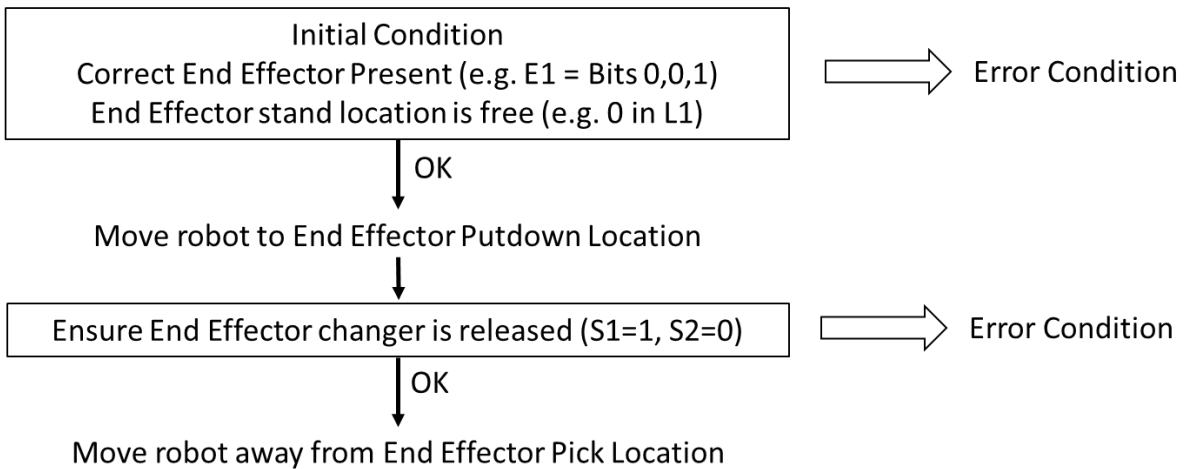 Initial Condition
Correct End Effector Present (e.g. E1 = Bits 0,0,1)
End Effector stand location is free (e.g. 0 in L1)
Error Condition
OK
Move robot to End Effector Putdown Location
Ensure End Effector changer is released (S1=1, S2=0)
Error Condition
OK
Move robot away from End Effector Pick Location